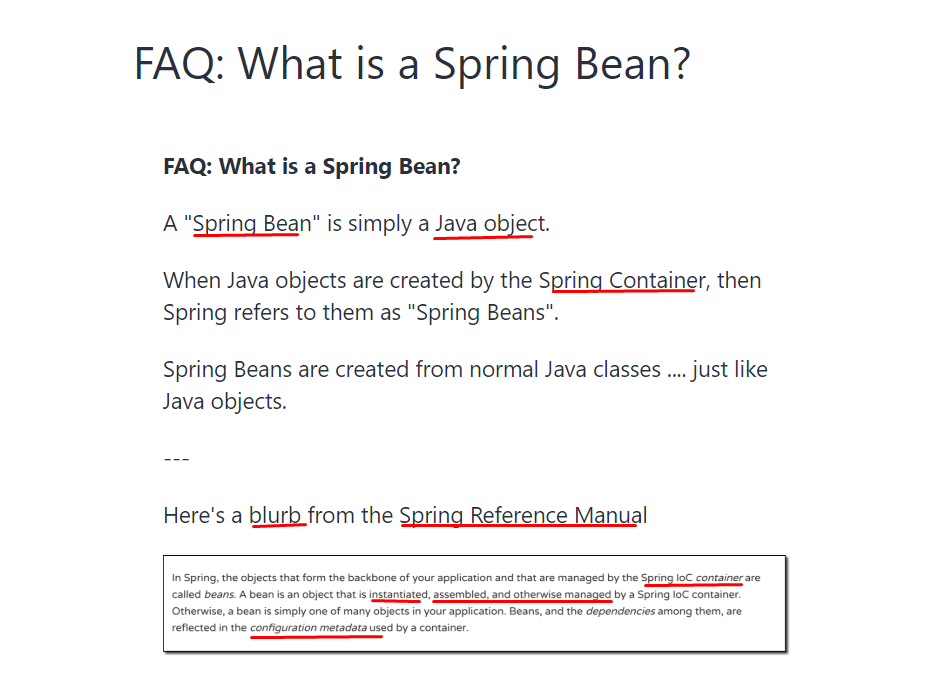 FAQ: What is a Spring Bean?
FAQ: What is a Spring Bean?
A "Spring Bean" is simply a Java object.
When Java objects are created by the Spring Container, then
Spring refers to them as "Spring Beans".
Spring Beans are created from normal Java classes .... just like
Java objects.
---
Here's a blurb from the Spring Reference Manual
In Spring, the objects that form the backbone of your application and that are managed by the Spring IoC container are
called beans. A bean is an object that is instantiated, assembled, and otherwise managed by a Spring IoC container.
Otherwise, a bean is simply one of many objects in your application. Beans, and the dependencies among them, are
reflected in the configuration metadata used by a container.